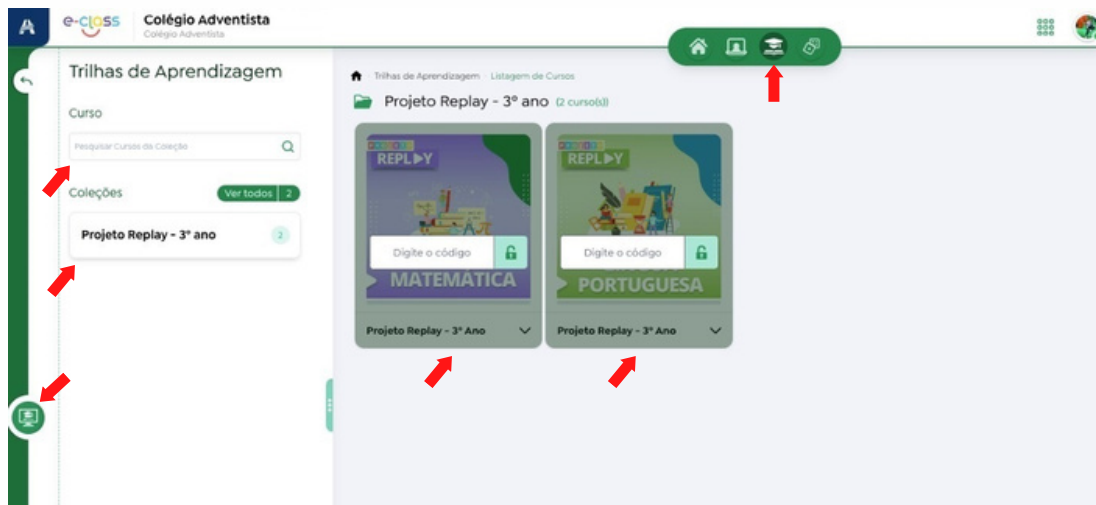 e-class
Colégio Adventista
Colégio Adventista
Trilhas de Aprendizagem
Curso
Pesquisar Cursos da Coleção
Coleções
Ver todos 2
Projeto Replay - 3º ano 2
Trilhas de Aprendizagem Listagem de Cursos
Projeto Replay - 3º ano (2 curso(s))
PROJETO
REPLAY
Digite o código
MATEMÁTICA
Projeto Replay - 3º Ano
PROJETO
REPLAY
Digite o código
PORTUGUESA
Projeto Replay - 3º Ano